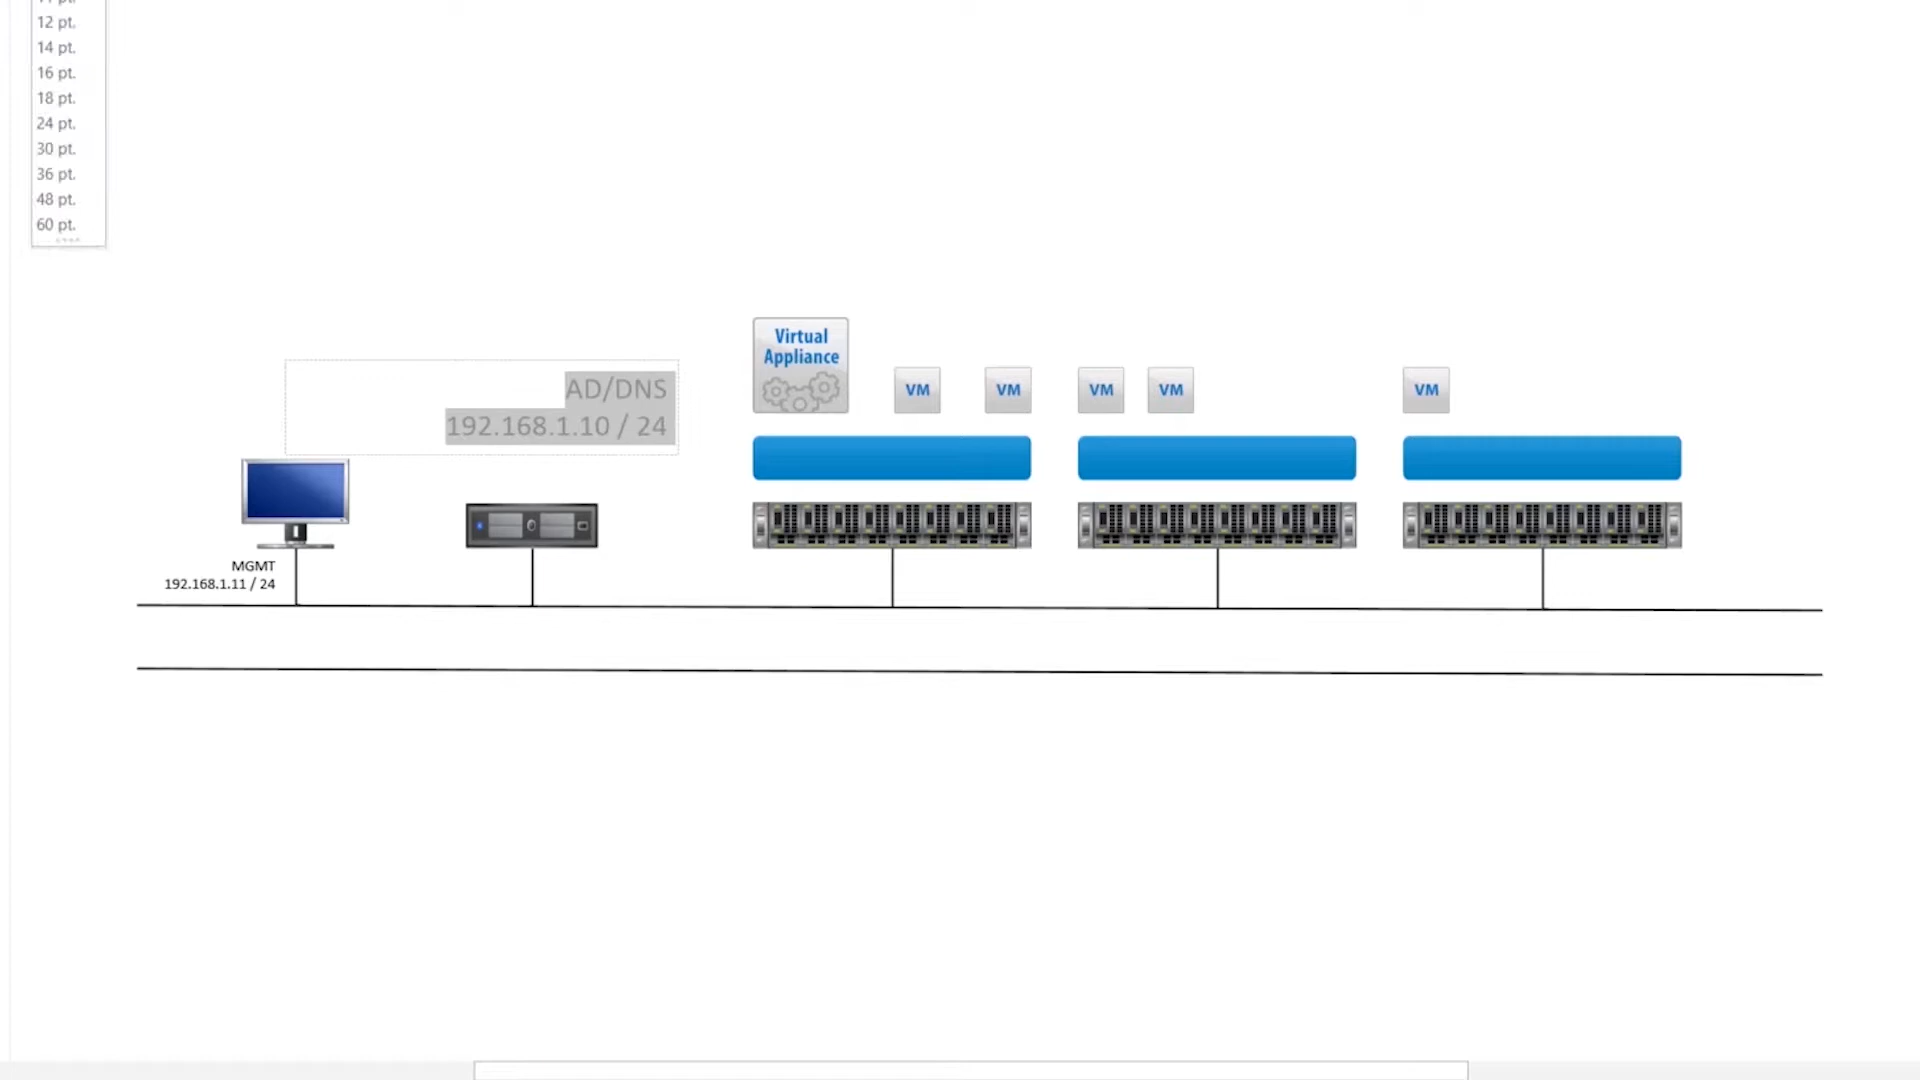 12 pt.
14 pt.
16 pt.
18 pt.
24 pt.
30 pt.
36 pt.
48 pt.
60 pt.
Virtual
Appliance
AD/DNS
192.168.1.10 / 24
VM
VM
VM
VM
VM
MGMT
192.168.1.11 / 24